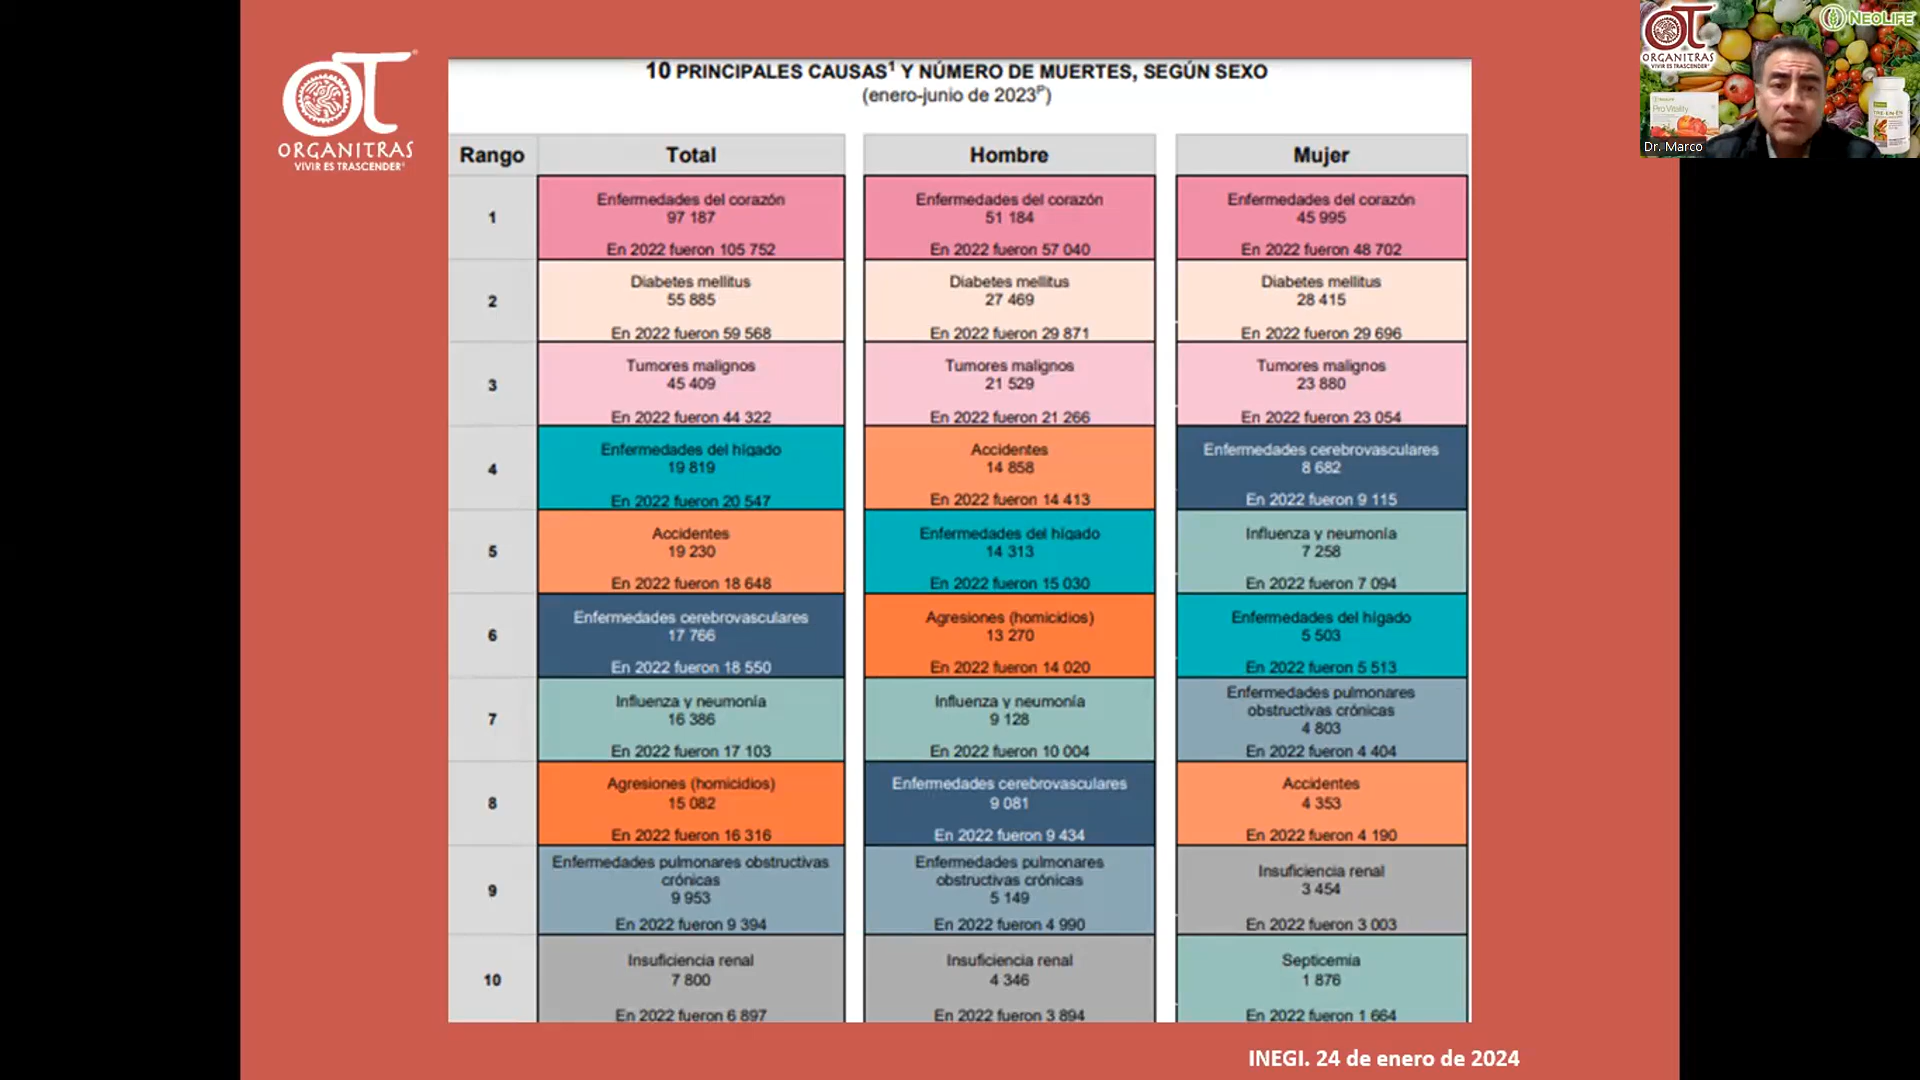 OT
ORGANITRAS
VIVIR ES TRASCENDER
10 PRINCIPALES CAUSAS¹ Y NÚMERO DE MUERTES, SEGÚN SEXO
(enero-junio de 2023ᴾ)
Rango Total Hombre Mujer
1
Enfermedades del corazón
97 187
En 2022 fueron 105 752
Enfermedades del corazón
51 184
En 2022 fueron 57 040
Enfermedades del corazón
45 995
En 2022 fueron 48 702
2
Diabetes mellitus
55 885
En 2022 fueron 59 568
Diabetes mellitus
27 469
En 2022 fueron 29 871
Diabetes mellitus
28 415
En 2022 fueron 29 696
3
Tumores malignos
45 409
En 2022 fueron 44 322
Tumores malignos
21 529
En 2022 fueron 21 266
Tumores malignos
23 880
En 2022 fueron 23 054
4
Enfermedades del hígado
19 819
En 2022 fueron 20 547
Accidentes
14 858
En 2022 fueron 14 413
Enfermedades cerebrovasculares
8 682
En 2022 fueron 9 115
5
Accidentes
19 230
En 2022 fueron 18 648
Enfermedades del hígado
14 313
En 2022 fueron 15 030
Influenza y neumonía
7 258
En 2022 fueron 7 094
6
Enfermedades cerebrovasculares
17 766
En 2022 fueron 18 550
Agresiones (homicidios)
13 270
En 2022 fueron 14 020
Enfermedades del hígado
5 503
En 2022 fueron 5 513
7
Influenza y neumonía
16 386
En 2022 fueron 17 103
Influenza y neumonía
9 128
En 2022 fueron 10 004
Enfermedades pulmonares
obstructivas crónicas
4 803
En 2022 fueron 4 404
8
Agresiones (homicidios)
15 082
En 2022 fueron 16 316
Enfermedades cerebrovasculares
9 081
En 2022 fueron 9 434
Accidentes
4 353
En 2022 fueron 4 190
9
Enfermedades pulmonares obstructivas
crónicas
9 953
En 2022 fueron 9 394
Enfermedades pulmonares
obstructivas crónicas
5 149
En 2022 fueron 4 990
Insuficiencia renal
3 454
En 2022 fueron 3 003
10
Insuficiencia renal
7 800
En 2022 fueron 6 897
Insuficiencia renal
4 346
En 2022 fueron 3 894
Septicemia
1 876
En 2022 fueron 1 664
INEGI. 24 de enero de 2024
OT
ORGANITRAS
VIVIR ES TRASCENDER
NEOLIFE
Pro Vitality
Dr. Marco